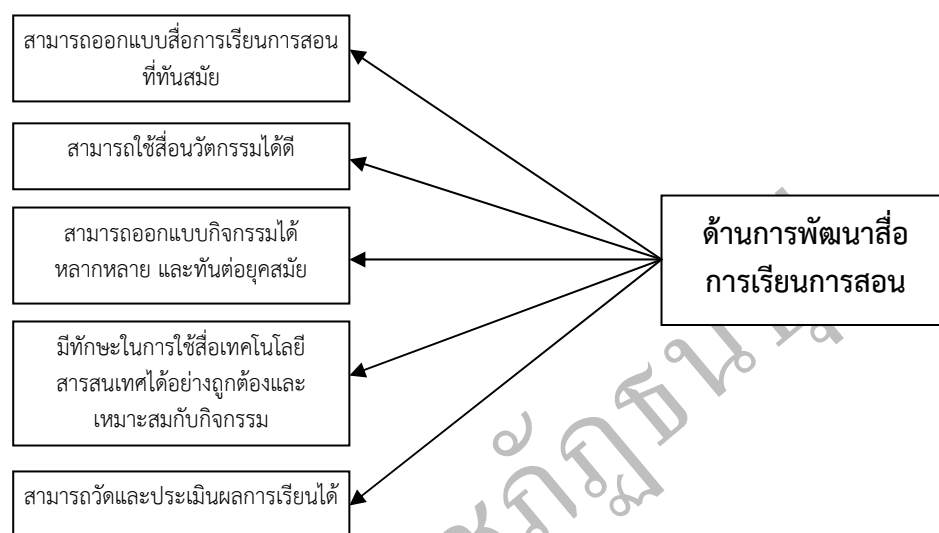 สามารถออกแบบสื่อการเรียนการสอน
ที่ทันสมัย
สามารถใช้สื่อนวัตกรรมได้ดี
สามารถออกแบบกิจกรรมได้
หลากหลาย และทันต่อยุคสมัย
มีทักษะในการใช้สื่อเทคโนโลยี
สารสนเทศได้อย่างถูกต้องและ
เหมาะสมกับกิจกรรม
สามารถวัดและประเมินผลการเรียนได้
ด้านการพัฒนาสื่อ
การเรียนการสอน